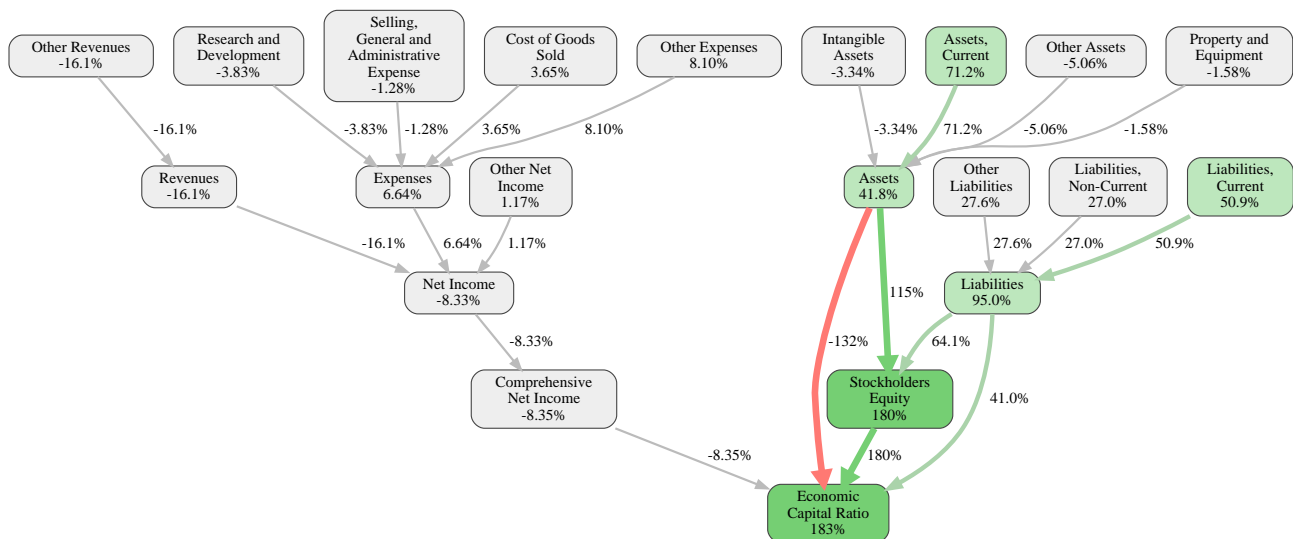 Other Revenues
-16.1%
Research and
Development
-3.83%
Selling,
General and
Administrative
Expense
-1.28%
Cost of Goods
Sold
3.65%
Other Expenses
8.10%
Intangible
Assets
-3.34%
Assets,
Current
71.2%
Other Assets
-5.06%
Property and
Equipment
-1.58%
-16.1%
-3.83%
-1.28%
3.65%
8.10%
-3.34%
71.2%
-5.06%
-1.58%
Revenues
-16.1%
Expenses
6.64%
Other Net
Income
1.17%
Assets
41.8%
Other
Liabilities
27.6%
Liabilities,
Non-Current
27.0%
Liabilities,
Current
50.9%
-16.1%
6.64%
1.17%
27.6%
27.0%
50.9%
Net Income
-8.33%
115%
Liabilities
95.0%
-8.33%
-132%
64.1%
Comprehensive
Net Income
-8.35%
Stockholders
Equity
180%
41.0%
-8.35%
180%
Economic
Capital Ratio
183%